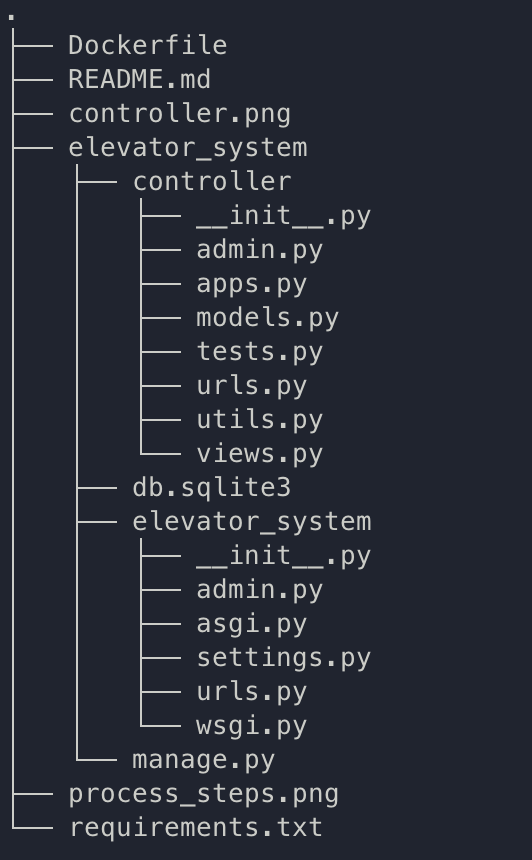 .
├── Dockerfile
├── README.md
├── controller.png
├── elevator_system
│   ├── controller
│   │   ├── __init__.py
│   │   ├── admin.py
│   │   ├── apps.py
│   │   ├── models.py
│   │   ├── tests.py
│   │   ├── urls.py
│   │   ├── utils.py
│   │   └── views.py
│   ├── db.sqlite3
│   ├── elevator_system
│   │   ├── __init__.py
│   │   ├── admin.py
│   │   ├── asgi.py
│   │   ├── settings.py
│   │   ├── urls.py
│   │   └── wsgi.py
│   └── manage.py
├── process_steps.png
└── requirements.txt